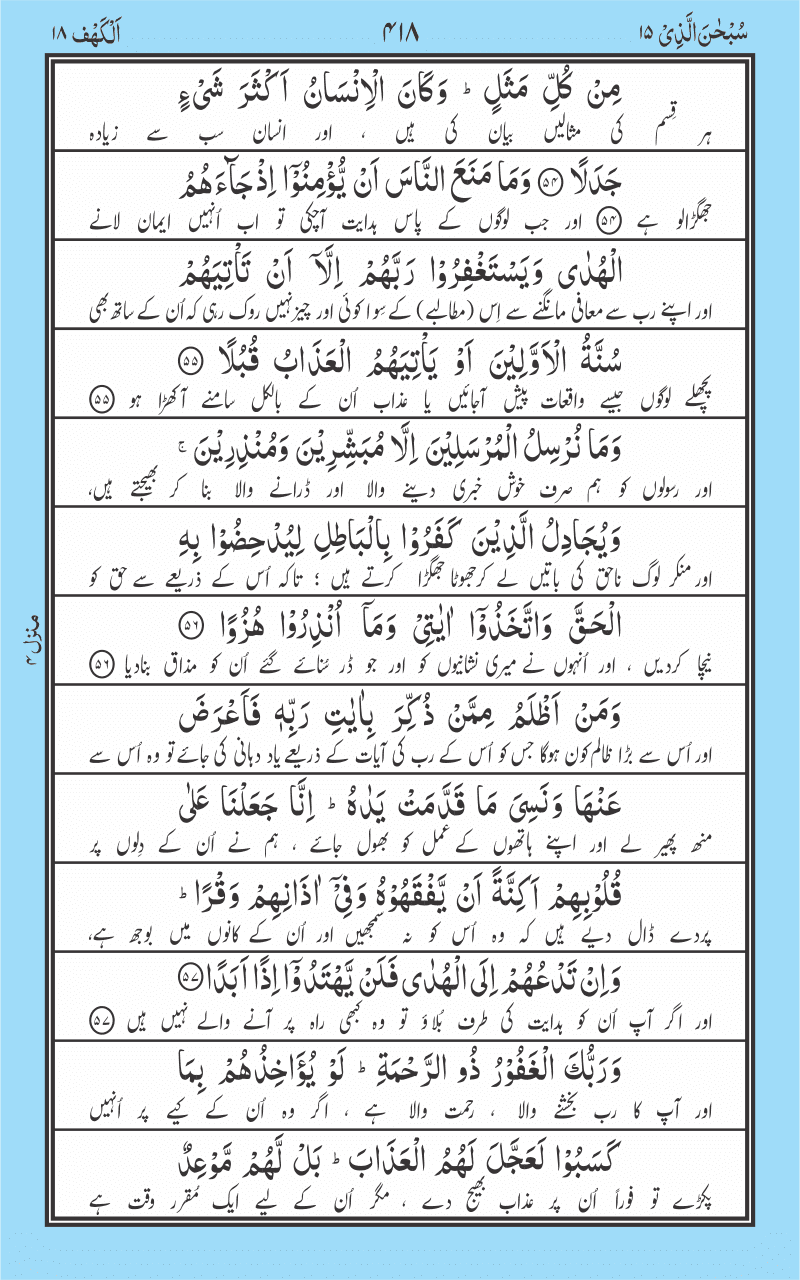 سُبْحٰنَ الَّذِیْ ۱۵
۴۱۸
اَلْکَهْف ۱۸
مِنْ كُلِّ مَثَلٍ ؕ وَكَانَ الْاِنْسَانُ اَكْثَرَ شَیْءٍ
ہر قِسم کی مثالیں بیان کی ہیں ، اور انسان سب سے زیادہ
جَدَلًا ﴿۵۴﴾ وَمَا مَنَعَ النَّاسَ اَنْ يُّؤْمِنُوْۤا اِذْ جَآءَهُمُ
جھگڑالو ہے ﴿۵۴﴾ اور جب لوگوں کے پاس ہدایت آچکی تو اب اُنہیں ایمان لانے
الْهُدٰى وَيَسْتَغْفِرُوْا رَبَّهُمْ اِلَّاۤ اَنْ تَاْتِيَهُمْ
اور اپنے رب سے معافی مانگنے سے اِس (مطالبے) کے سِوا کوئی اور چیز نہیں روک رہی کہ اُن کے ساتھ بھی
سُنَّةُ الْاَوَّلِيْنَ اَوْ يَاْتِيَهُمُ الْعَذَابُ قُبُلًا ﴿۵۵﴾
پچھلے لوگوں جیسے واقعات پیش آجائیں یا عذاب اُن کے بالکل سامنے آکھڑا ہو ﴿۵۵﴾
وَمَا نُرْسِلُ الْمُرْسَلِيْنَ اِلَّا مُبَشِّرِيْنَ وَمُنْذِرِيْنَ ۚ
اور رسولوں کو ہم صرف خوش خبری دینے والا اور ڈرانے والا بنا کر بھیجتے ہیں،
وَيُجَادِلُ الَّذِيْنَ كَفَرُوْا بِالْبَاطِلِ لِيُدْحِضُوْا بِهِ
اور منکر لوگ ناحق کی باتیں لے کر جھوٹا جھگڑا کرتے ہیں ؛ تاکہ اُس کے ذریعے سے حق کو
الْحَقَّ وَاتَّخَذُوْۤا اٰيٰتِيْ وَمَاۤ اُنْذِرُوْا هُزُوًا ﴿۵۶﴾
نیچا کردیں ، اور اُنہوں نے میری نشانیوں کو اور جو ڈر سُنائے گئے اُن کو مذاق بنادیا ﴿۵۶﴾
منزل ۴
وَمَنْ اَظْلَمُ مِمَّنْ ذُكِّرَ بِاٰيٰتِ رَبِّهٖ فَاَعْرَضَ
اور اُس سے بڑا ظالم کون ہوگا جس کو اُس کے رب کی آیات کے ذریعے یاد دہانی کی جائے تو وہ اُس سے
عَنْهَا وَنَسِيَ مَا قَدَّمَتْ يَدٰهُ ؕ اِنَّا جَعَلْنَا عَلٰى
منھ پھیر لے اور اپنے ہاتھوں کے عمل کو بھول جائے ، ہم نے اُن کے دِلوں پر
قُلُوْبِهِمْ اَكِنَّةً اَنْ يَّفْقَهُوْهُ وَفِيْۤ اٰذَانِهِمْ وَقْرًا ؕ
پردے ڈال دیے ہیں کہ وہ اُس کو نہ سمجھیں اور اُن کے کانوں میں بوجھ ہے،
وَاِنْ تَدْعُهُمْ اِلَى الْهُدٰى فَلَنْ يَّهْتَدُوْۤا اِذًا اَبَدًا ﴿۵۷﴾
اور اگر آپ اُن کو ہدایت کی طرف بُلاؤ تو وہ کبھی راہ پر آنے والے نہیں ہیں ﴿۵۷﴾
وَرَبُّكَ الْغَفُوْرُ ذُو الرَّحْمَةِ ؕ لَوْ يُؤَاخِذُهُمْ بِمَا
اور آپ کا رب بخشنے والا ، رحمت والا ہے ، اگر وہ اُن کے کیے پر اُنہیں
كَسَبُوْا لَعَجَّلَ لَهُمُ الْعَذَابَ ؕ بَلْ لَّهُمْ مَّوْعِدٌ
پکڑے تو فوراً اُن پر عذاب بھیج دے ، مگر اُن کے لیے ایک مُقرر وقت ہے